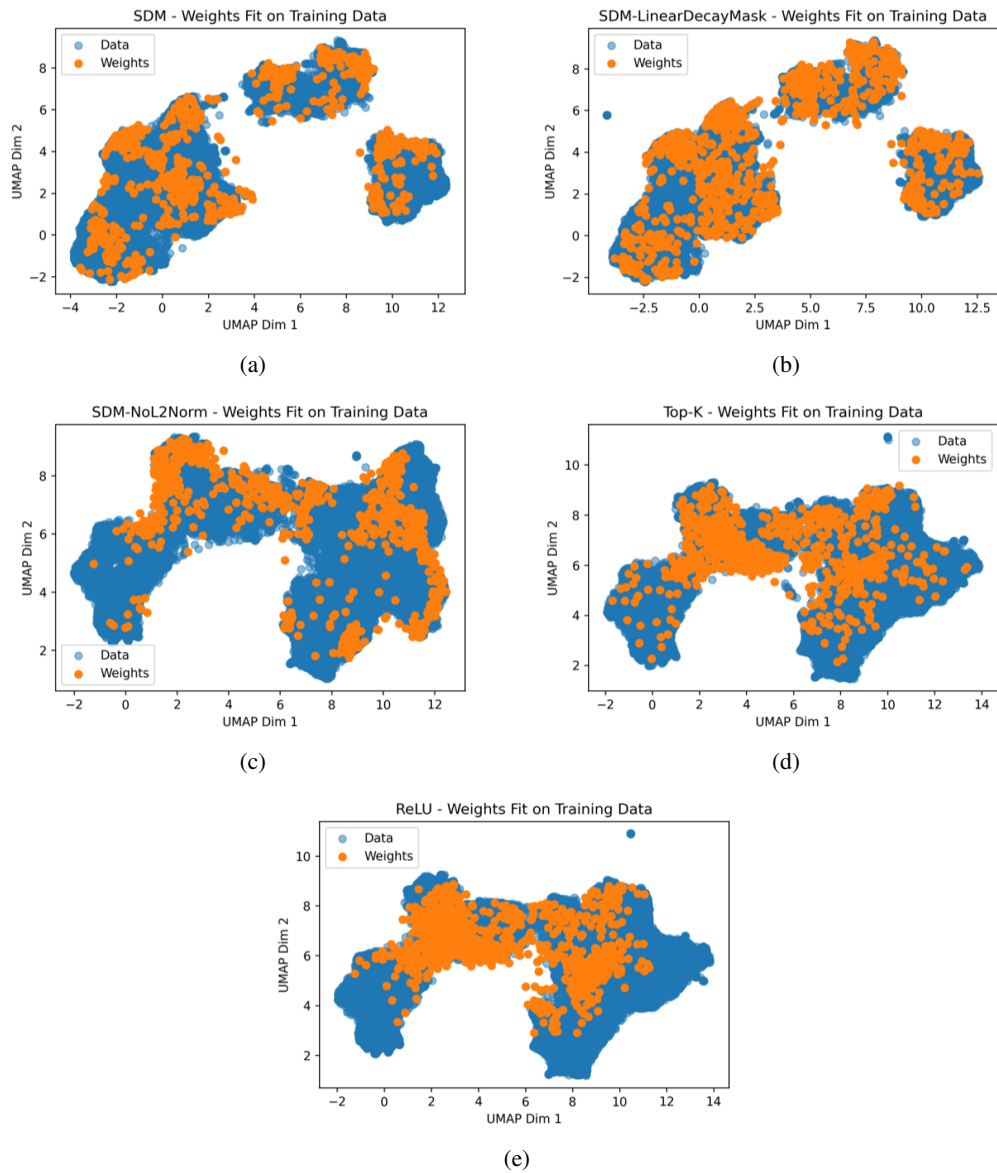 SDM - Weights Fit on Training Data
Data
Weights
UMAP Dim 2
8
6
4
2
0
−2
−4 −2 0 2 4 6 8 10 12
UMAP Dim 1
(a)
SDM-LinearDecayMask - Weights Fit on Training Data
Data
Weights
UMAP Dim 2
8
6
4
2
0
−2
−2.5 0.0 2.5 5.0 7.5 10.0 12.5
UMAP Dim 1
(b)
SDM-NoL2Norm - Weights Fit on Training Data
UMAP Dim 2
8
6
4
2
Data
Weights
−2 0 2 4 6 8 10 12
UMAP Dim 1
(c)
Top-K - Weights Fit on Training Data
Data
Weights
UMAP Dim 2
10
8
6
4
2
−2 0 2 4 6 8 10 12 14
UMAP Dim 1
(d)
ReLU - Weights Fit on Training Data
Data
Weights
UMAP Dim 2
10
8
6
4
2
−2 0 2 4 6 8 10 12 14
UMAP Dim 1
(e)